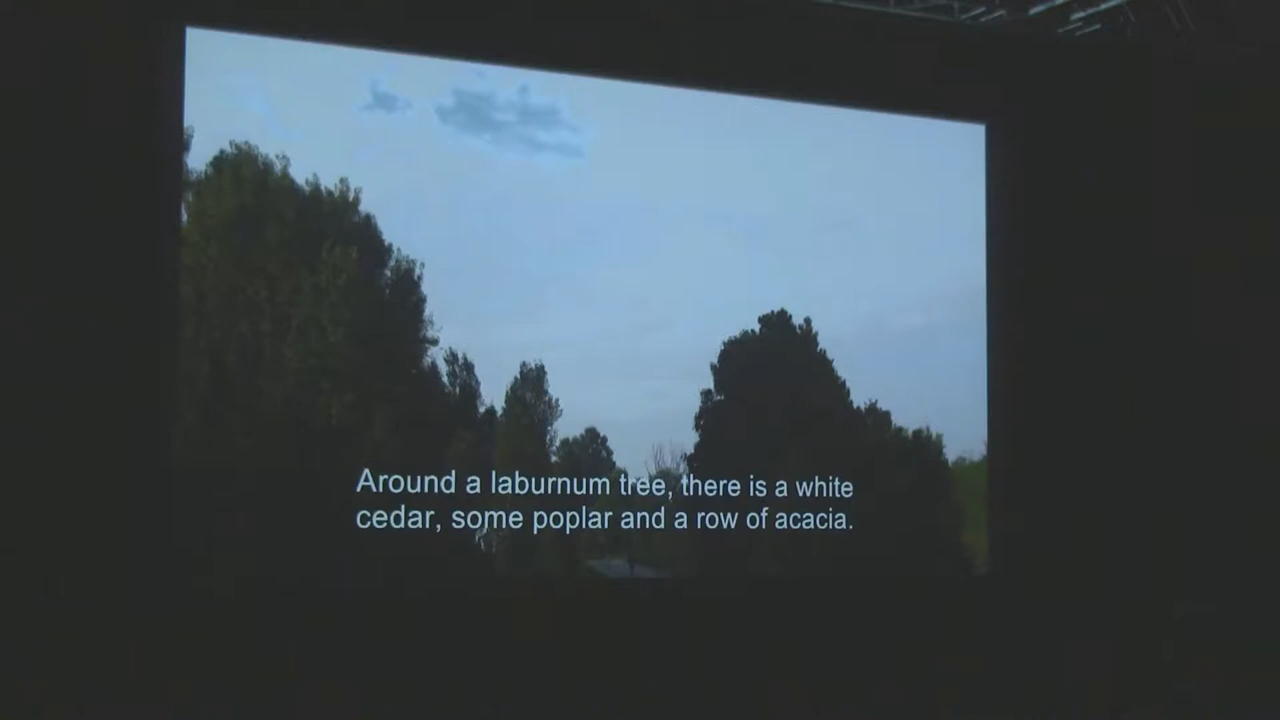 Around a laburnum tree, there is a white
cedar, some poplar and a row of acacia.